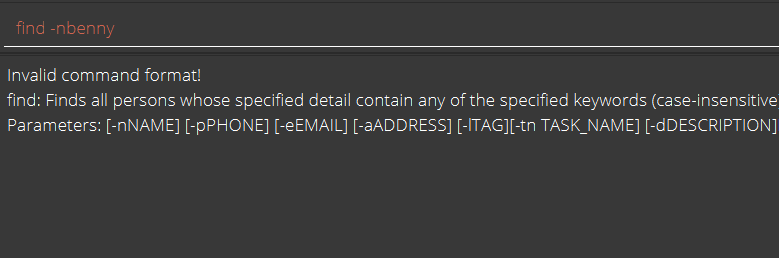 find -nbenny
Invalid command format!
find: Finds all persons whose specified detail contain any of the specified keywords (case-insensitive
Parameters: [-nNAME] [-pPHONE] [-eEMAIL] [-aADDRESS] [-lTAG][-tn TASK_NAME] [-dDESCRIPTION]